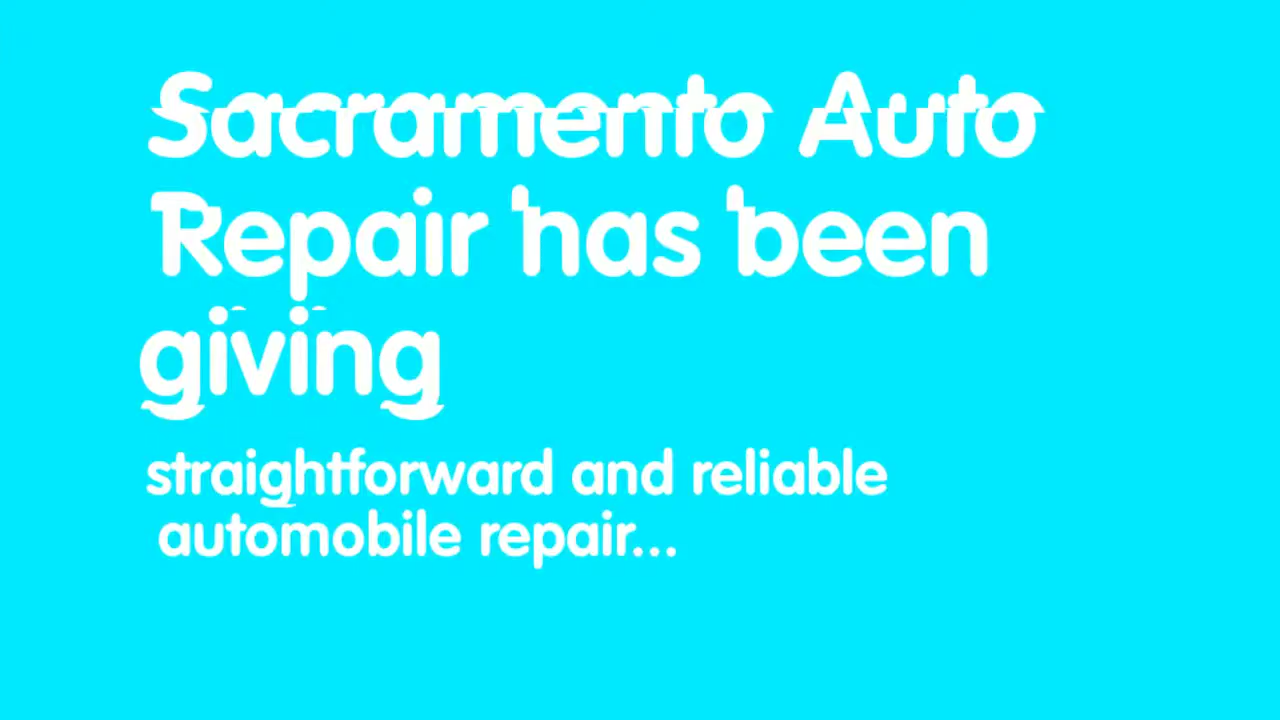 Sacramento Auto
Repair has been
giving
straightforward and reliable
automobile repair...